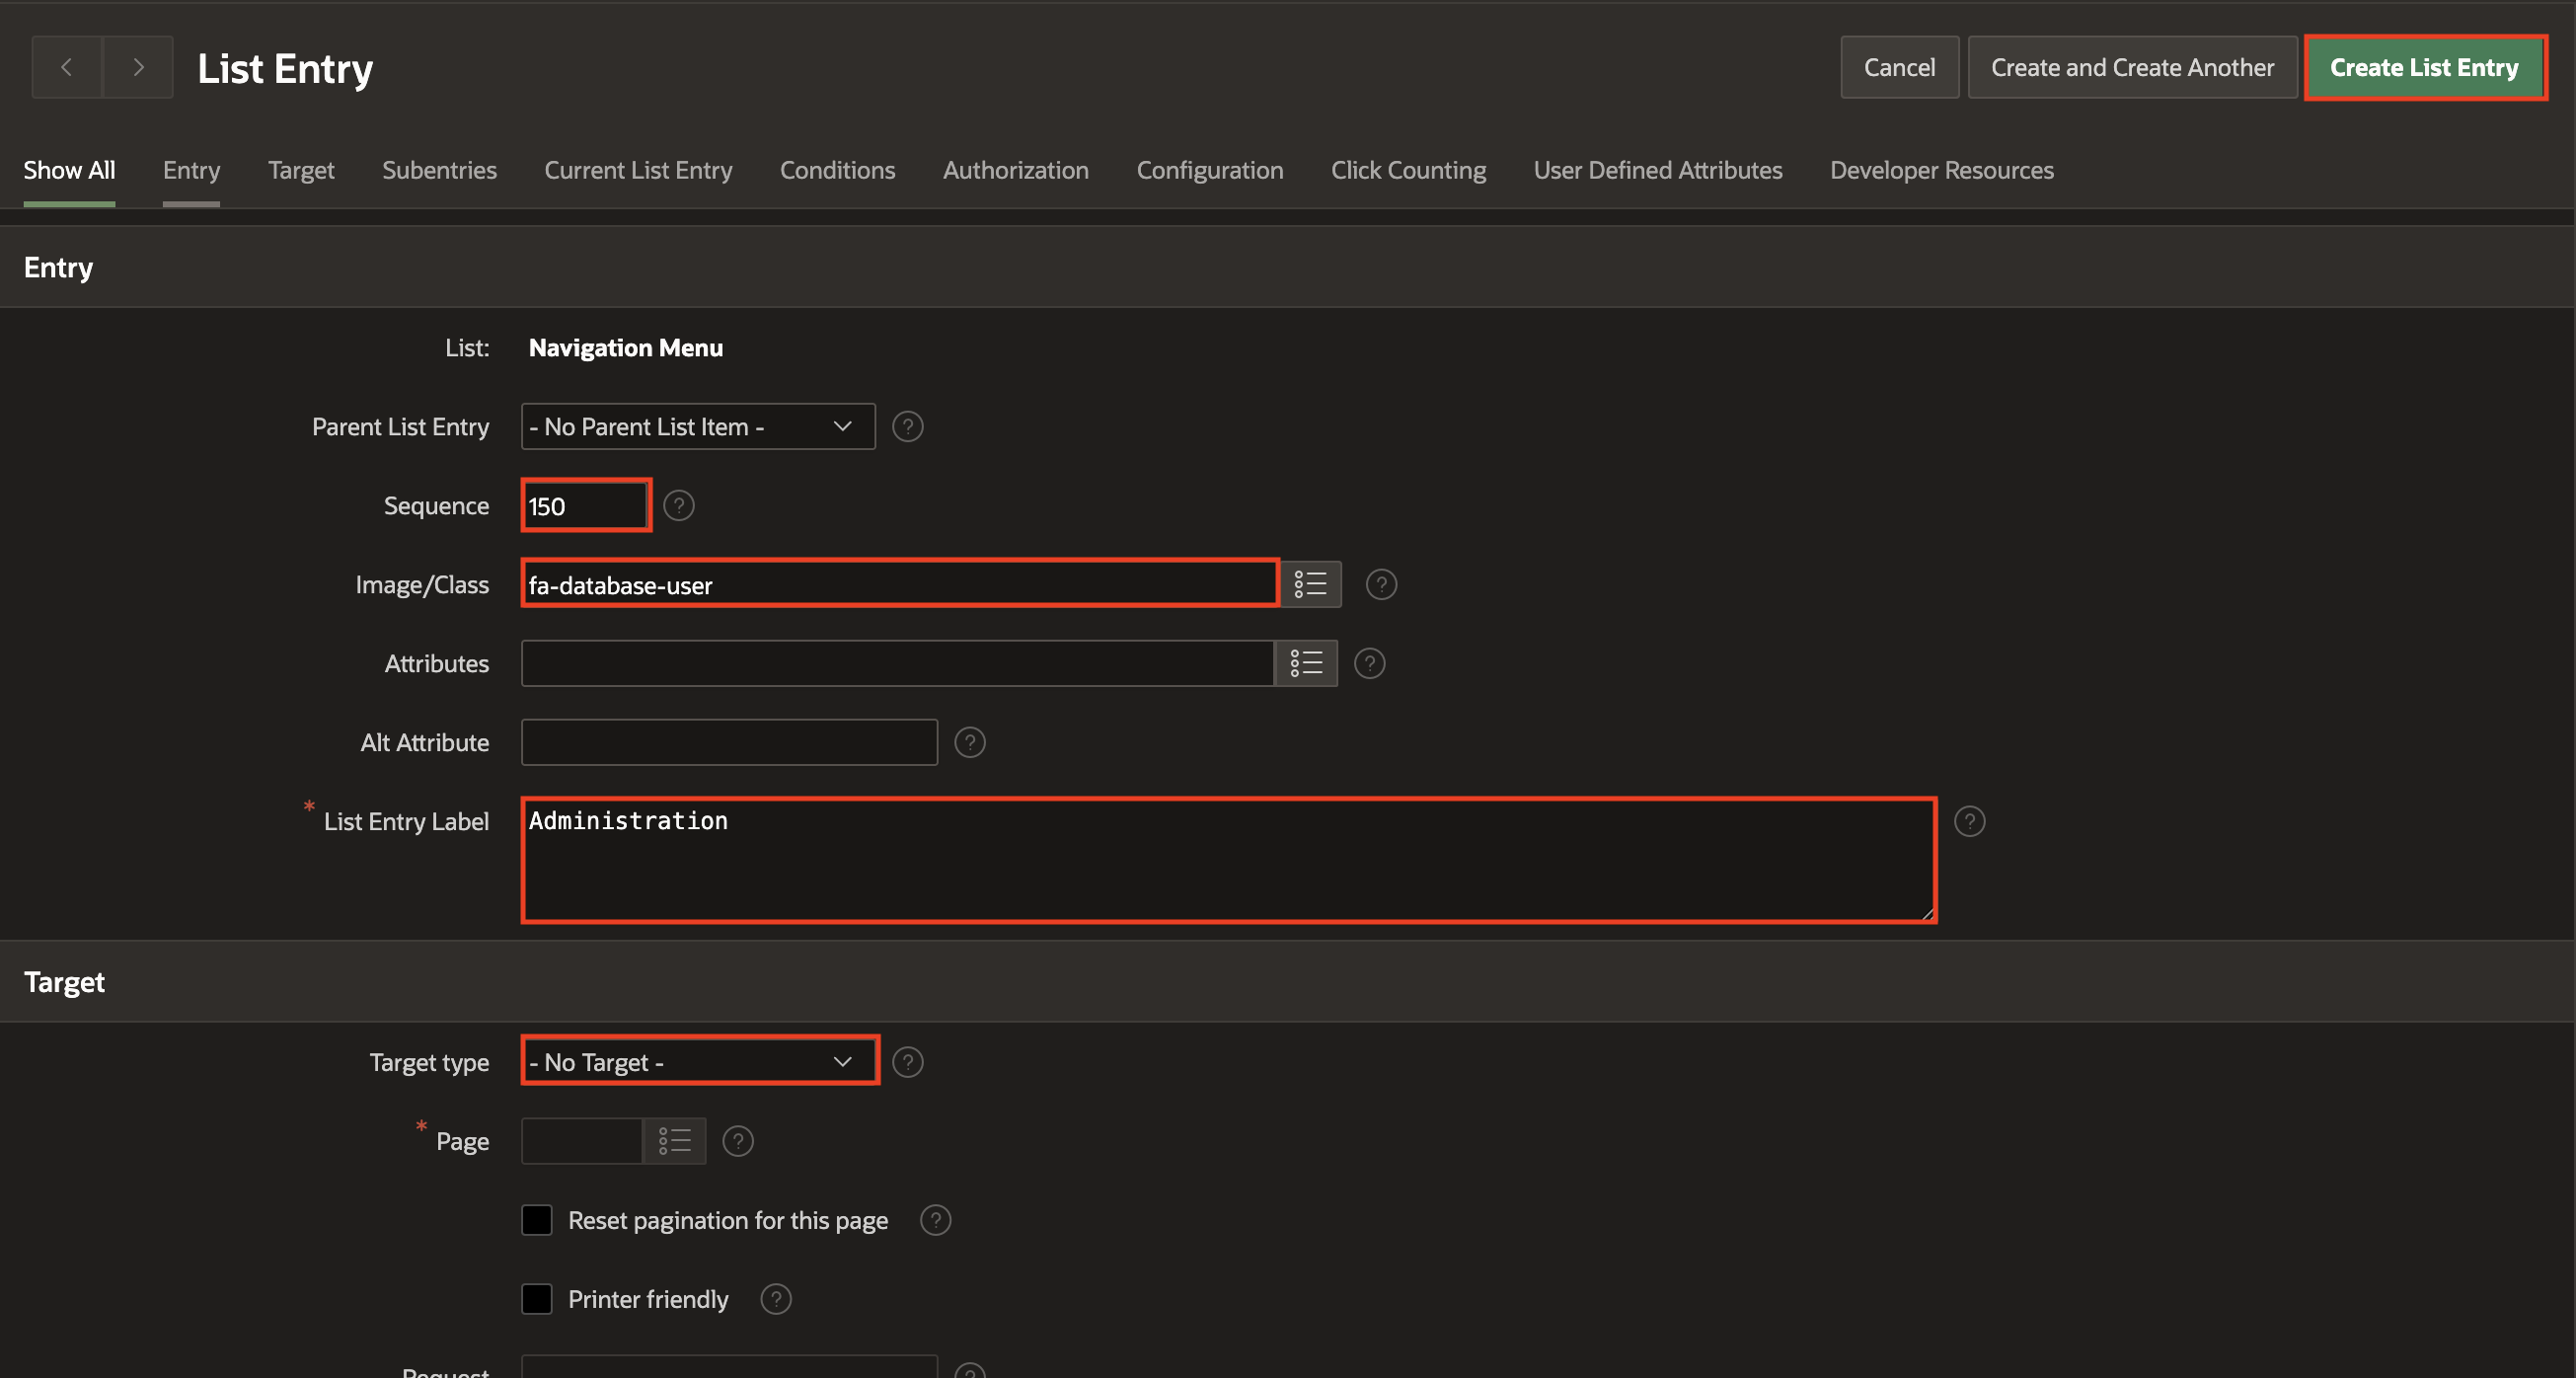 List Entry
Cancel
Create and Create Another
Create List Entry
Show All
Entry
Target
Subentries
Current List Entry
Conditions
Authorization
Configuration
Click Counting
User Defined Attributes
Developer Resources
Entry
List: Navigation Menu
Parent List Entry - No Parent List Item - ?
Sequence 150 ?
Image/Class fa-database-user ?
Attributes ?
Alt Attribute ?
* List Entry Label Administration ?
Target
Target type - No Target - ?
* Page ?
Reset pagination for this page ?
Printer friendly ?
Request ?